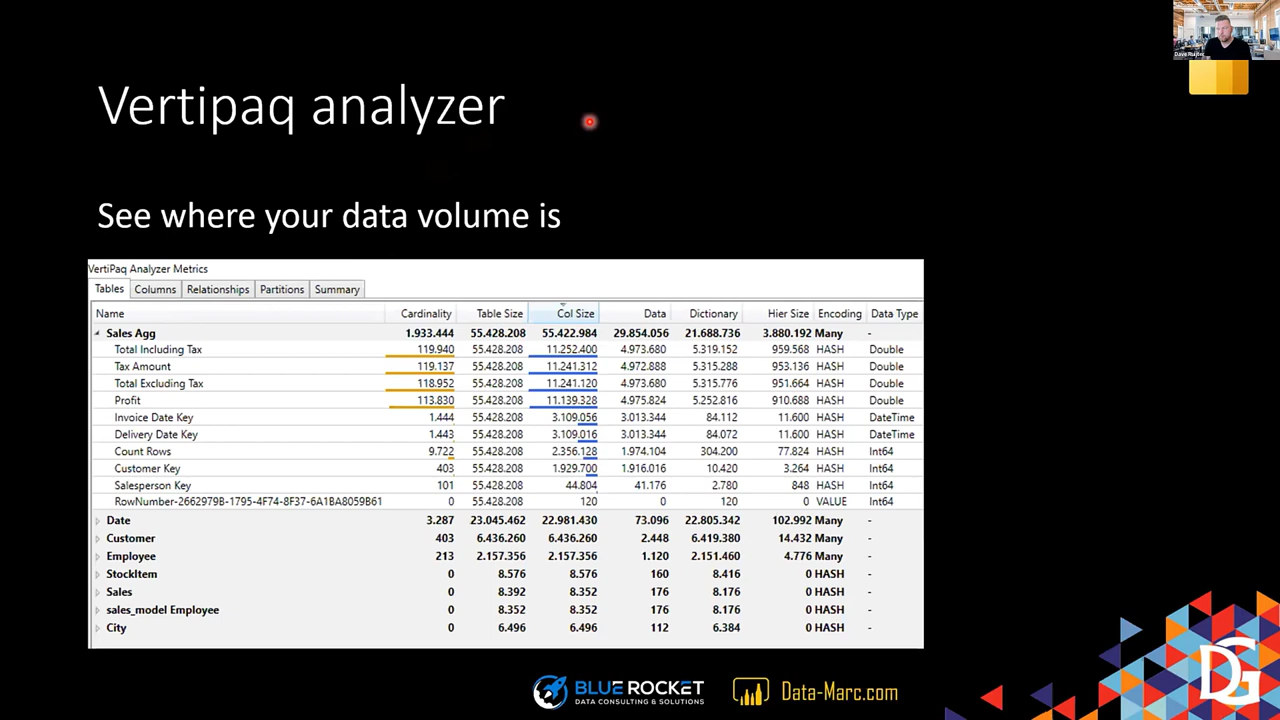 Dave Ruijter
Vertipaq analyzer
See where your data volume is
VertiPaq Analyzer Metrics
Tables Columns Relationships Partitions Summary
Name Cardinality Table Size Col Size Data Dictionary Hier Size Encoding Data Type
Sales Agg 1.933.444 55.428.208 55.422.984 29.854.056 21.688.736 3.880.192 Many -
Total Including Tax 119.940 55.428.208 11.252.400 4.973.680 5.319.152 959.568 HASH Double
Tax Amount 119.137 55.428.208 11.241.312 4.972.888 5.315.288 953.136 HASH Double
Total Excluding Tax 118.952 55.428.208 11.241.120 4.973.680 5.315.776 951.664 HASH Double
Profit 113.830 55.428.208 11.139.328 4.975.824 5.252.816 910.688 HASH Double
Invoice Date Key 1.444 55.428.208 3.109.056 3.013.344 84.112 11.600 HASH DateTime
Delivery Date Key 1.443 55.428.208 3.109.016 3.013.344 84.072 11.600 HASH DateTime
Count Rows 9.722 55.428.208 2.356.128 1.974.104 304.200 77.824 HASH Int64
Customer Key 403 55.428.208 1.929.700 1.916.016 10.420 3.264 HASH Int64
Salesperson Key 101 55.428.208 44.804 41.176 2.780 848 HASH Int64
RowNumber-2662979B-1795-4F74-8F37-6A1BA8059B61 0 55.428.208 120 0 120 0 VALUE Int64
Date 3.287 23.045.462 22.981.430 73.096 22.805.342 102.992 Many -
Customer 403 6.436.260 6.436.260 2.448 6.419.380 14.432 Many -
Employee 213 2.157.356 2.157.356 1.120 2.151.460 4.776 Many -
StockItem 0 8.576 8.576 160 8.416 0 HASH -
Sales 0 8.392 8.352 176 8.176 0 HASH -
sales_model Employee 0 8.352 8.352 176 8.176 0 HASH -
City 0 6.496 6.496 112 6.384 0 HASH -
BLUE ROCKET
DATA CONSULTING & SOLUTIONS
Data-Marc.com
DG